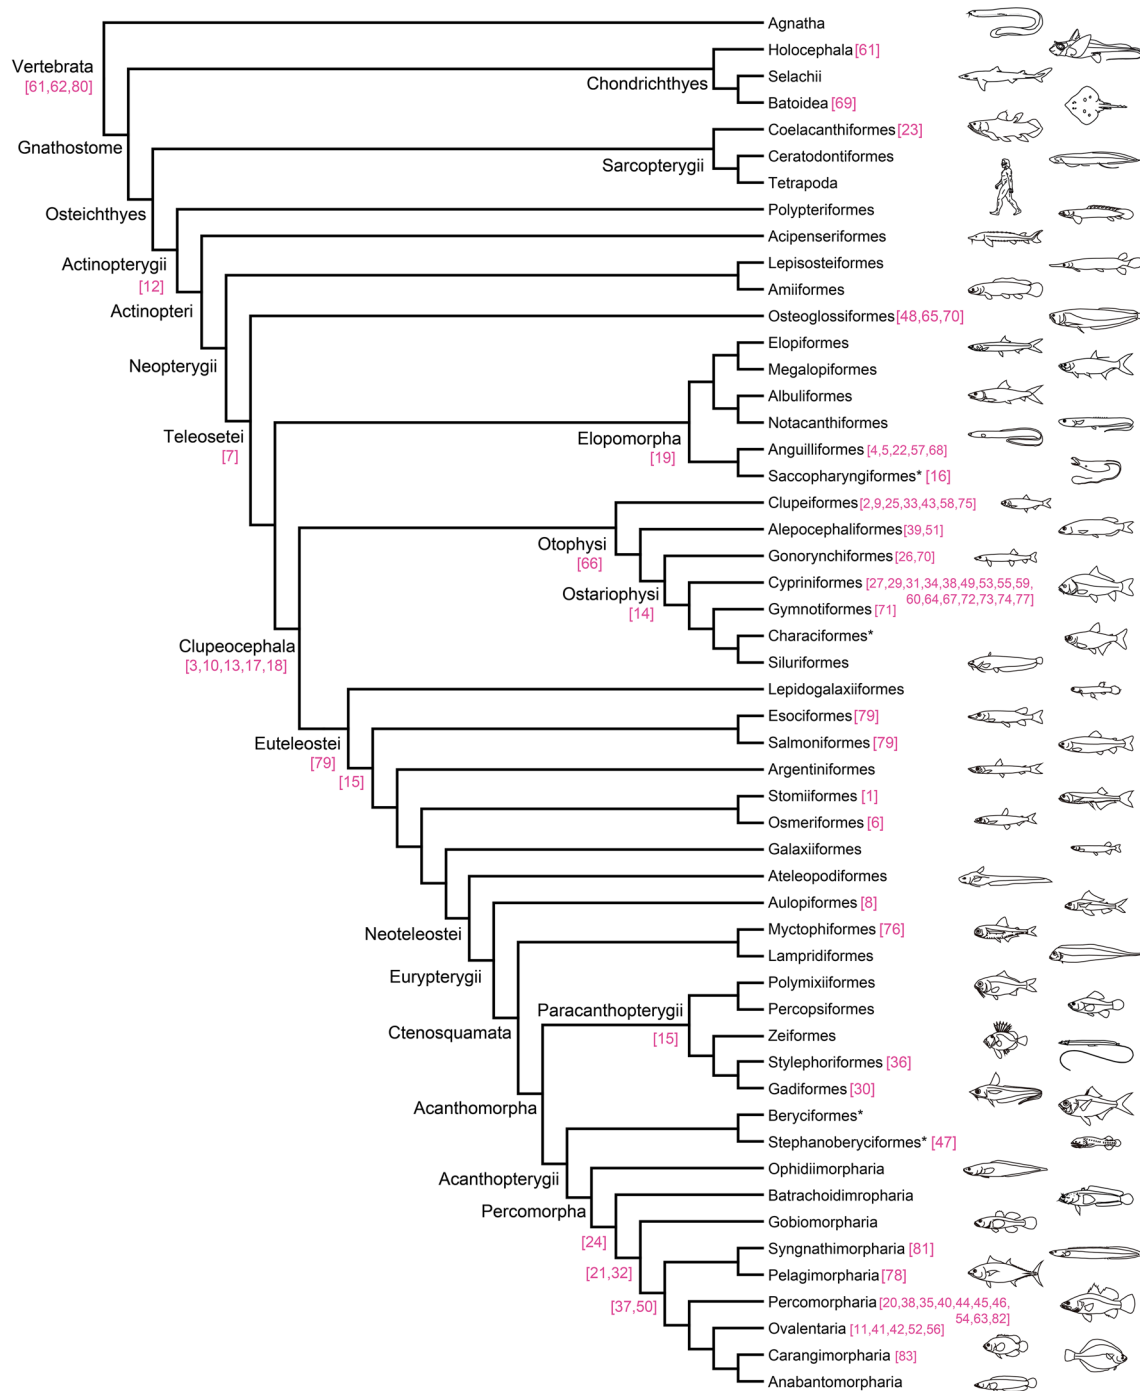 Agnatha
Holocephala [61]
Vertebrata
[61,62,80]
Chondrichthyes
Selachii
Batoidea [69]
Gnathostome
Coelacanthiformes [23]
Sarcopterygii
Ceratodontiformes
Tetrapoda
Osteichthyes
Polypteriformes
Acipenseriformes
Actinopterygii
[12]
Lepisosteiformes
Amiiformes
Actinopteri
Osteoglossiformes [48,65,70]
Elopiformes
Neopterygii
Megalopiformes
Albuliformes
Notacanthiformes
Teleosetei
[7]
Elopomorpha
[19]
Anguilliformes [4,5,22,57,68]
Saccopharyngiformes* [16]
Clupeiformes [2,9,25,33,43,58,75]
Alepocephaliformes [39,51]
Otophysi
[66]
Gonorynchiformes [26,70]
Cypriniformes [27,29,31,34,38,49,53,55,59,
60,64,67,72,73,74,77]
Ostariophysi
[14]
Gymnotiformes [71]
Characiformes*
Clupeocephala
[3,10,13,17,18]
Siluriformes
Lepidogalaxiiformes
Esociformes [79]
Euteleostei
[79]
Salmoniformes [79]
Argentiniformes
[15]
Stomiiformes [1]
Osmeriformes [6]
Galaxiiformes
Ateleopodiformes
Aulopiformes [8]
Neoteleostei
Myctophiformes [76]
Lampridiformes
Eurypterygii
Polymixiiformes
Paracanthopterygii
[15]
Percopsiformes
Ctenosquamata
Zeiformes
Stylephoriformes [36]
Gadiformes [30]
Acanthomorpha
Beryciformes*
Stephanoberyciformes* [47]
Ophidiimorpharia
Acanthopterygii
Batrachoidmropharia
Percomorpha
Gobiomorpharia
[24]
Syngnathimorpharia [81]
[21,32]
Pelagimorpharia [78]
[37,50]
Percomorpharia [20,38,35,40,44,45,46,
54,63,82]
Ovalentaria [11,41,42,52,56]
Carangimorpharia [83]
Anabantomorpharia